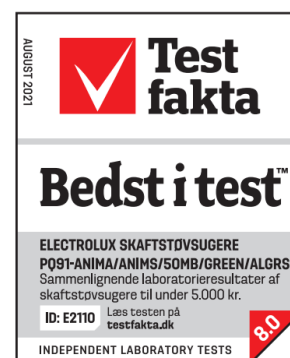 AUGUST 2021
Test
fakta
Bedst i test™
ELECTROLUX SKAFTSTØVSUGERE
PQ91-ANIMA/ANIMS/50MB/GREEN/ALGRS
Sammenlignende laboratorieresultater af
skaftstøvsugere til under 5.000 kr.
ID: E2110
Læs testen på
testfakta.dk
8.0
INDEPENDENT LABORATORY TESTS